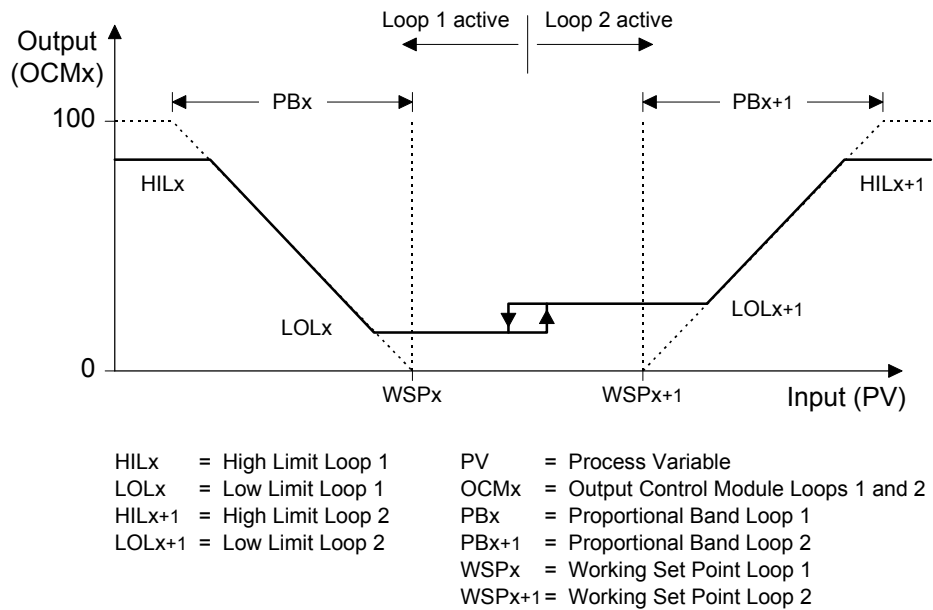 Loop 1 active
Loop 2 active
Output
(OCMx)
PBx
PBx+1
100
HILx
HILx+1
LOLx
LOLx+1
0
WSPx
WSPx+1
Input (PV)
HILx = High Limit Loop 1
LOLx = Low Limit Loop 1
HILx+1 = High Limit Loop 2
LOLx+1 = Low Limit Loop 2
PV = Process Variable
OCMx = Output Control Module Loops 1 and 2
PBx = Proportional Band Loop 1
PBx+1 = Proportional Band Loop 2
WSPx = Working Set Point Loop 1
WSPx+1 = Working Set Point Loop 2